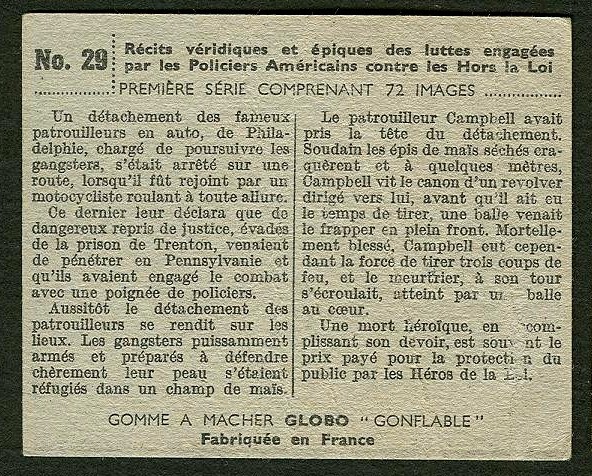 No. 29
Récits véridiques et épiques des luttes engagées
par les Policiers Américains contre les Hors la Loi
PREMIÈRE SÉRIE COMPRENANT 72 IMAGES
Un détachement des fameux
patrouilleurs en auto, de Phila-
delphie, chargé de poursuivre les
gangsters, s'était arrêté sur une
route, lorsqu'il fût rejoint par un
motocycliste roulant à toute allure.
Ce dernier leur déclara que de
dangereux repris de justice, évadés
de la prison de Trenton, venaient
de pénétrer en Pennsylvanie et
qu'ils avaient engagé le combat
avec une poignée de policiers.
Aussitôt le détachement des
patrouilleurs se rendit sur les
lieux. Les gangsters puissamment
armés et préparés à défendre
chèrement leur peau s'étaient
réfugiés dans un champ de maïs.
Le patrouilleur Campbell avait
pris la tête du détachement.
Soudain les épis de maïs séchés cra-
quèrent et à quelques mètres,
Campbell vit le canon d'un revolver
dirigé vers lui, avant qu'il ait eu
le temps de tirer, une balle venait
le frapper en plein front. Mortelle-
ment blessé, Campbell eut cepen-
dant la force de tirer trois coups de
feu, et le meurtrier, à son tour
s'écroulait, atteint par une balle
au cœur.
Une mort héroïque, en accom-
plissant son devoir, est souvent le
prix payé pour la protection du
public par les Héros de la Loi.
GOMME A MACHER GLOBO "GONFLABLE"
Fabriquée en France